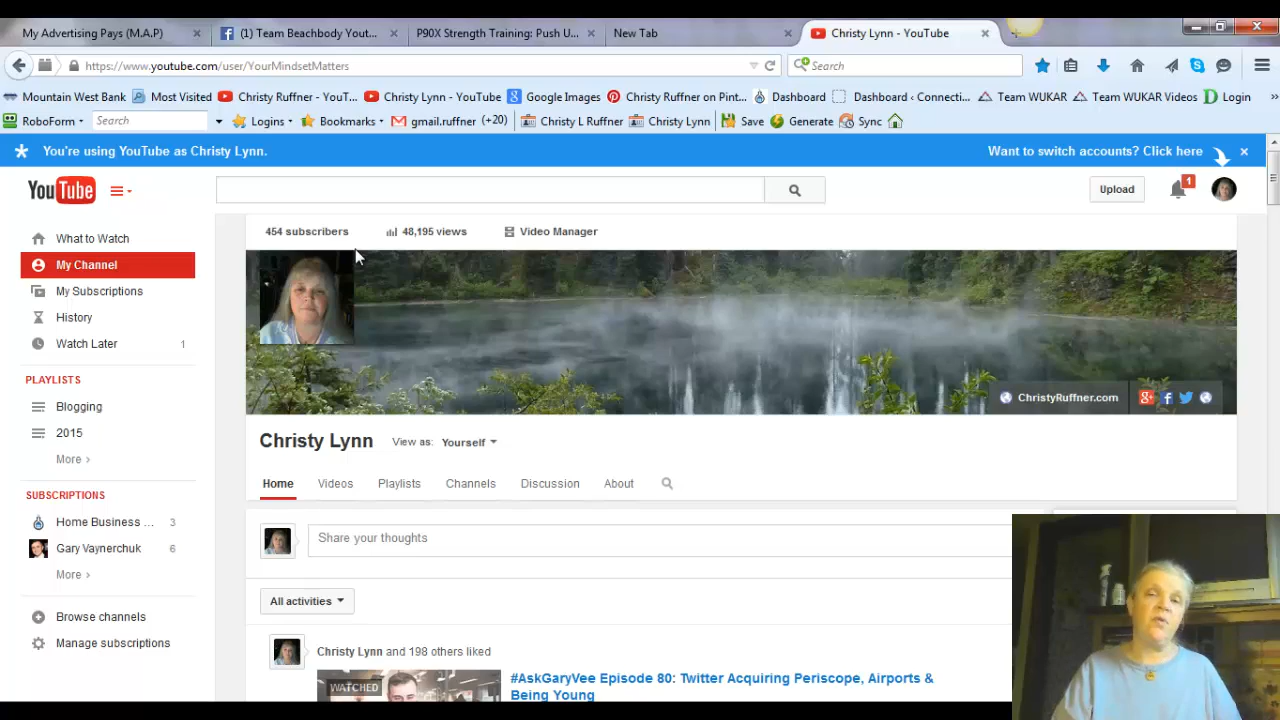 My Advertising Pays (M.A.P)
(1) Team Beachbody Yout...
P90X Strength Training: Push U...
New Tab
Christy Lynn - YouTube
https://www.youtube.com/user/YourMindsetMatters
Search
Mountain West Bank
Most Visited
Christy Ruffner - YouT...
Christy Lynn - YouTube
Google Images
Christy Ruffner on Pint...
Dashboard
Dashboard ‹ Connecti...
Team WUKAR
Team WUKAR Videos
Login
RoboForm
Search
Logins
Bookmarks
gmail.ruffner (+20)
Christy L Ruffner
Christy Lynn
Save
Generate
Sync
You're using YouTube as Christy Lynn.
Want to switch accounts? Click here
YouTube
Upload
1
454 subscribers
48,195 views
Video Manager
What to Watch
My Channel
My Subscriptions
History
Watch Later 1
PLAYLISTS
Blogging
2015
More ›
SUBSCRIPTIONS
Home Business ... 3
Gary Vaynerchuk 6
More ›
Browse channels
Manage subscriptions
ChristyRuffner.com
Christy Lynn
View as: Yourself
Home
Videos
Playlists
Channels
Discussion
About
Share your thoughts
All activities
Christy Lynn and 198 others liked
WATCHED
#AskGaryVee Episode 80: Twitter Acquiring Periscope, Airports &
Being Young